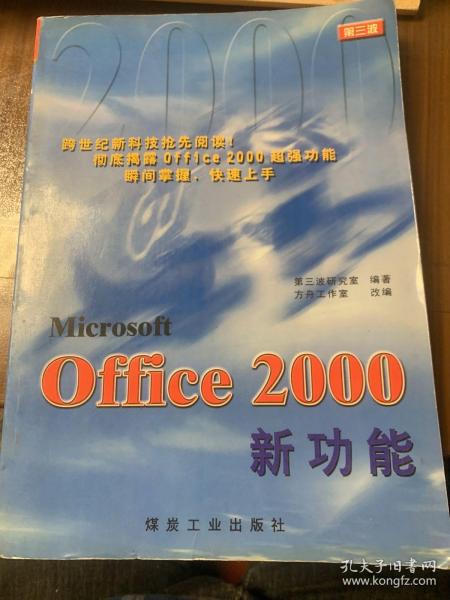 2000
第三波
跨世纪新科技抢先阅读!
彻底揭露 Office 2000 超强功能
瞬间掌握、快速上手
第三波研究室 编著
方舟工作室 改编
Microsoft
Office 2000
新功能
煤炭工业出版社
孔夫子旧书网
www.kongfz.com